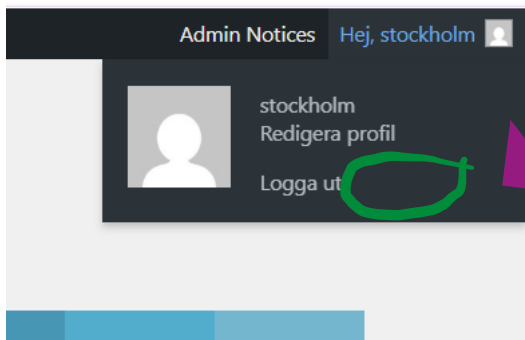 Admin Notices Hej, stockholm
stockholm
Redigera profil
Logga ut